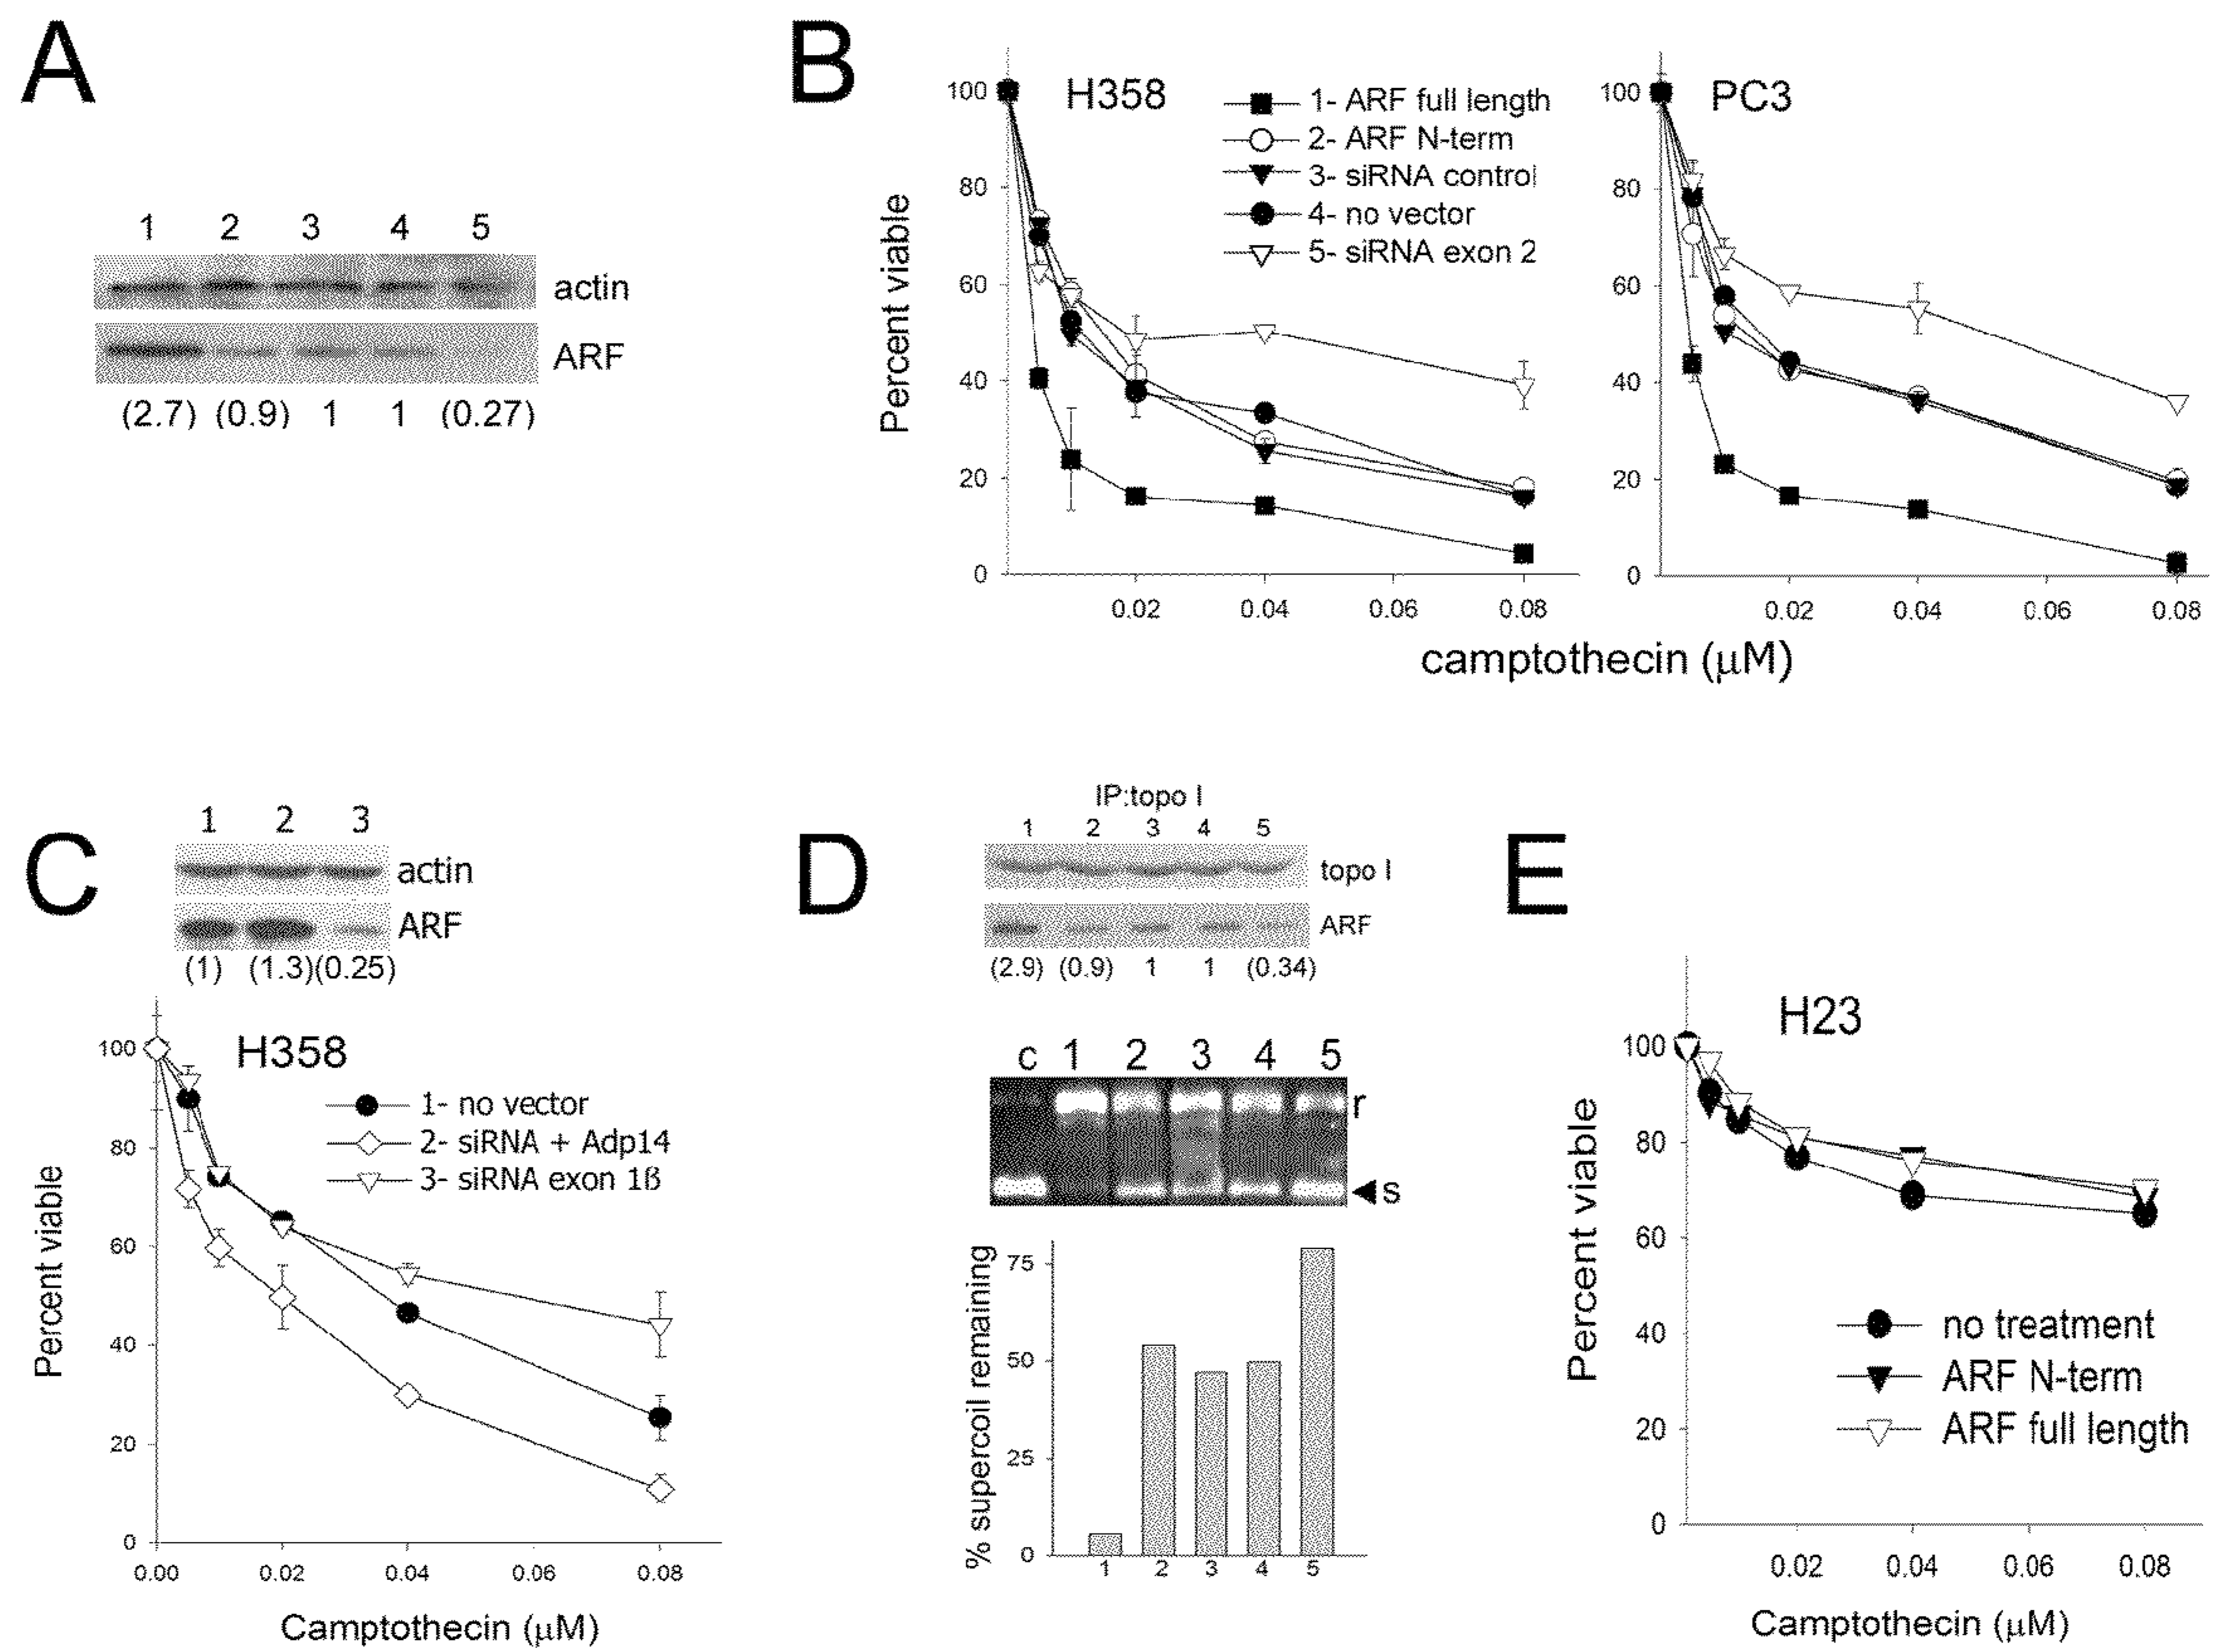 A
1 2 3 4 5
actin
ARF
(2.7) (0.9) 1 1 (0.27)
B
H358
1- ARF full length
2- ARF N-term
3- siRNA control
4- no vector
5- siRNA exon 2
PC3
Percent viable
100
80
60
40
20
0
0.02 0.04 0.06 0.08
100
80
60
40
20
0
0.02 0.04 0.06 0.08
camptothecin (μM)
C
1 2 3
actin
ARF
(1) (1.3)(0.25)
H358
1- no vector
2- siRNA + Adp14
3- siRNA exon 1ß
Percent viable
100
80
60
40
20
0
0.00 0.02 0.04 0.06 0.08
Camptothecin (μM)
D
IP:topo I
1 2 3 4 5
topo I
ARF
(2.9) (0.9) 1 1 (0.34)
c 1 2 3 4 5
r
s
% supercoil remaining
75
50
25
0
1 2 3 4 5
E
H23
Percent viable
100
80
60
40
20
0
no treatment
ARF N-term
ARF full length
0.02 0.04 0.06 0.08
Camptothecin (μM)